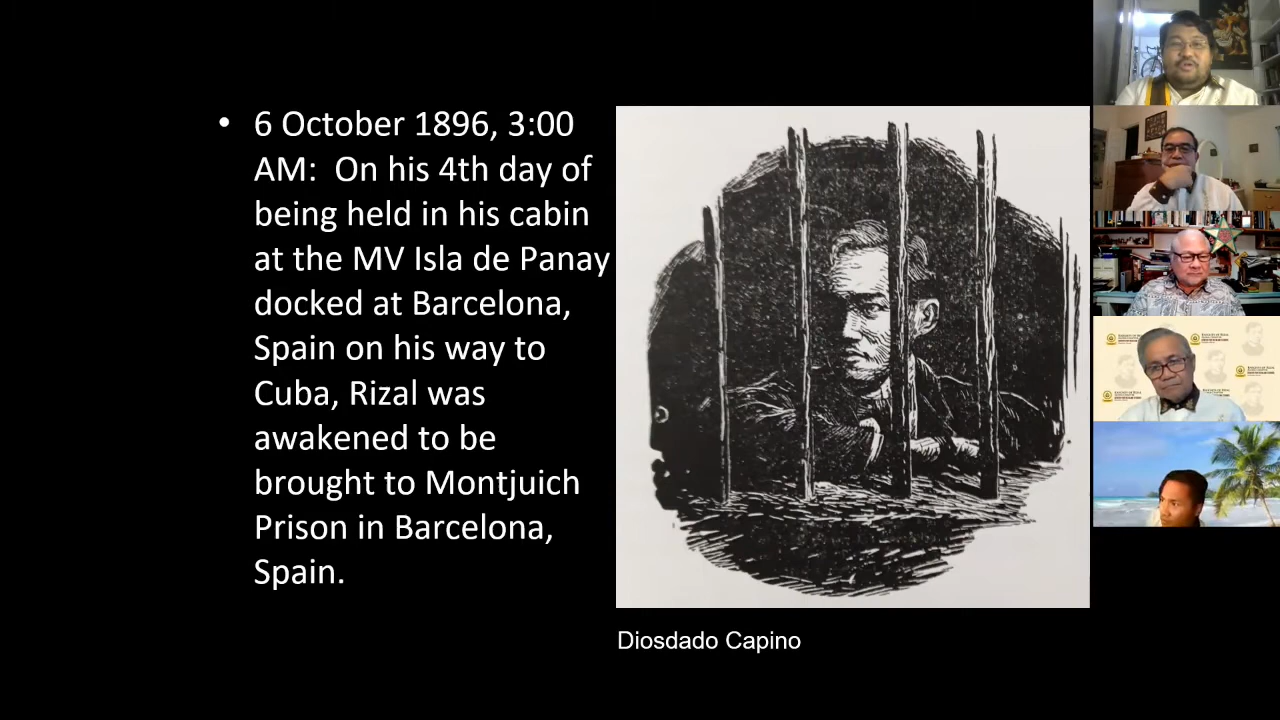 • 6 October 1896, 3:00
AM:  On his 4th day of
being held in his cabin
at the MV Isla de Panay
docked at Barcelona,
Spain on his way to
Cuba, Rizal was
awakened to be
brought to Montjuich
Prison in Barcelona,
Spain.
Diosdado Capino